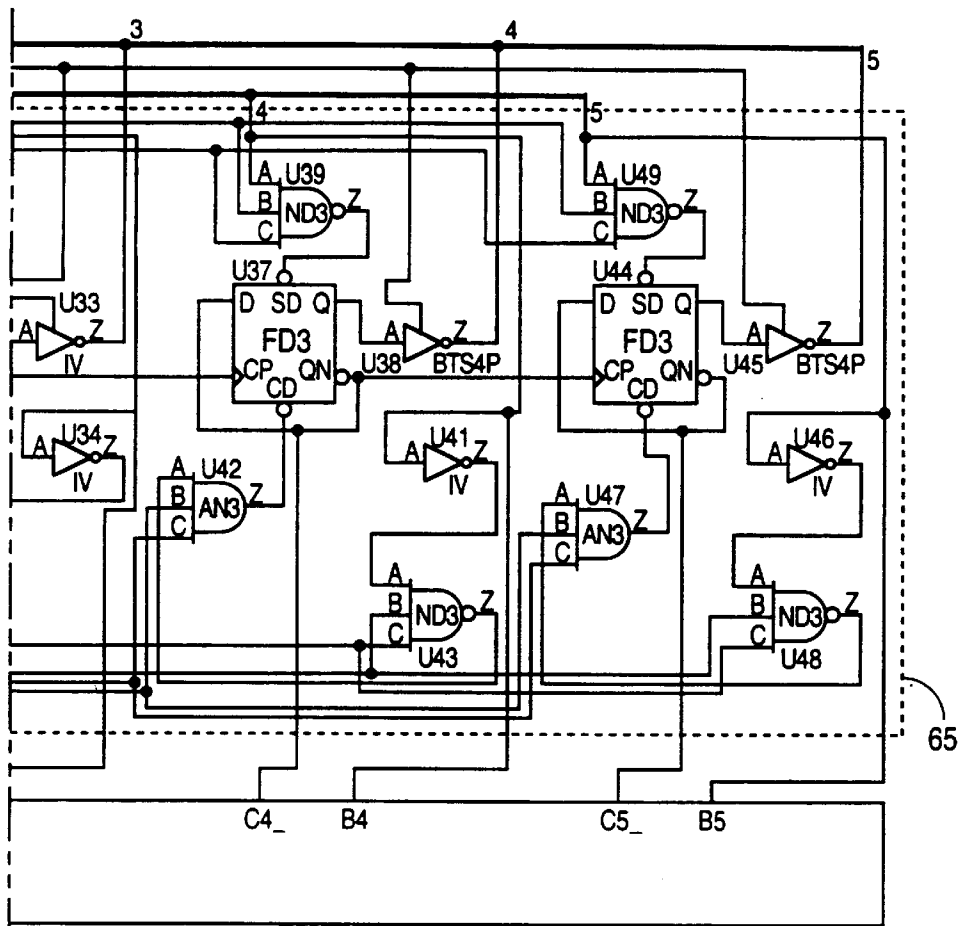 3
4
5
4
5
A U39
B ND3 Z
C
A U49
B ND3 Z
C
U37
D SD Q
FD3
CP QN
CD
U44
D SD Q
FD3
CP QN
CD
U33
A Z
IV
A Z
U38 BTS4P
A Z
U45 BTS4P
U34
A Z
IV
U41
A Z
IV
U46
A Z
IV
A U42
B AN3 Z
C
A U47
B AN3 Z
C
A
B ND3 Z
C
U43
A
B ND3 Z
C
U48
65
C4_ B4 C5_ B5